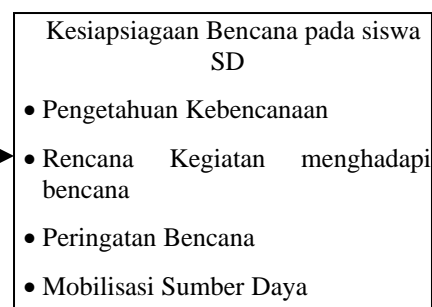 Kesiapsiagaan Bencana pada siswa
SD
• Pengetahuan Kebencanaan
• Rencana Kegiatan menghadapi
bencana
• Peringatan Bencana
• Mobilisasi Sumber Daya